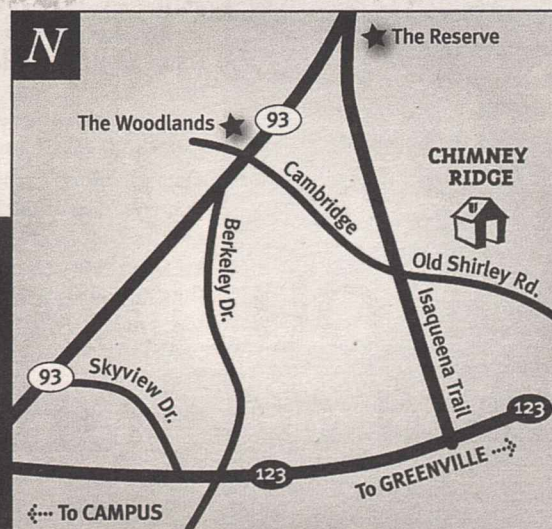 N
The Reserve
The Woodlands
93
Cambridge
CHIMNEY
RIDGE
Berkeley Dr.
Old Shirley Rd.
Isaqueena Trail
93
Skyview Dr.
123
123
To GREENVILLE
To CAMPUS